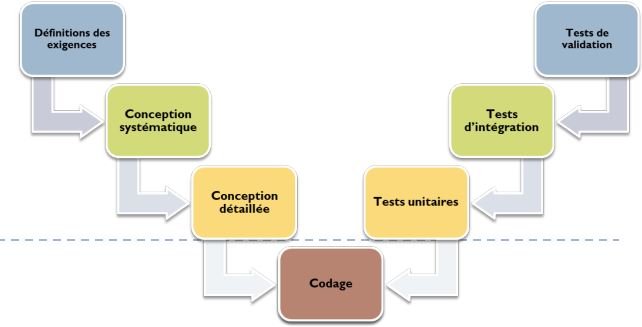 Définitions des
exigences
Tests de
validation
Conception
systématique
Tests
d'intégration
Conception
détaillée
Tests unitaires
Codage